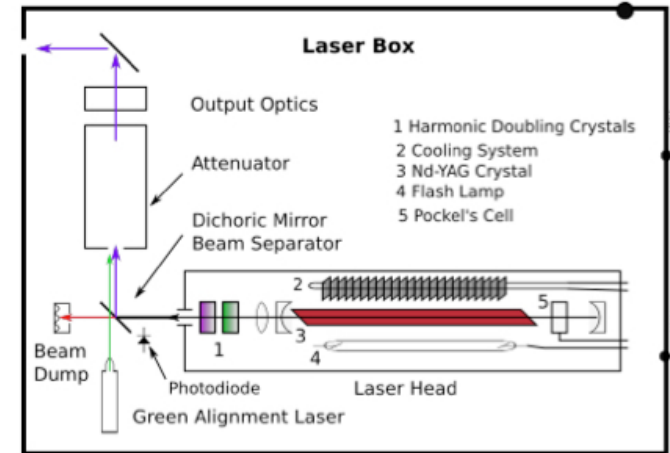 Laser Box
Output Optics
1 Harmonic Doubling Crystals
2 Cooling System
3 Nd-YAG Crystal
4 Flash Lamp
5 Pockel's Cell
Attenuator
Dichoric Mirror
Beam Separator
2
5
1
3
4
Beam
Dump
Photodiode
Laser Head
Green Alignment Laser